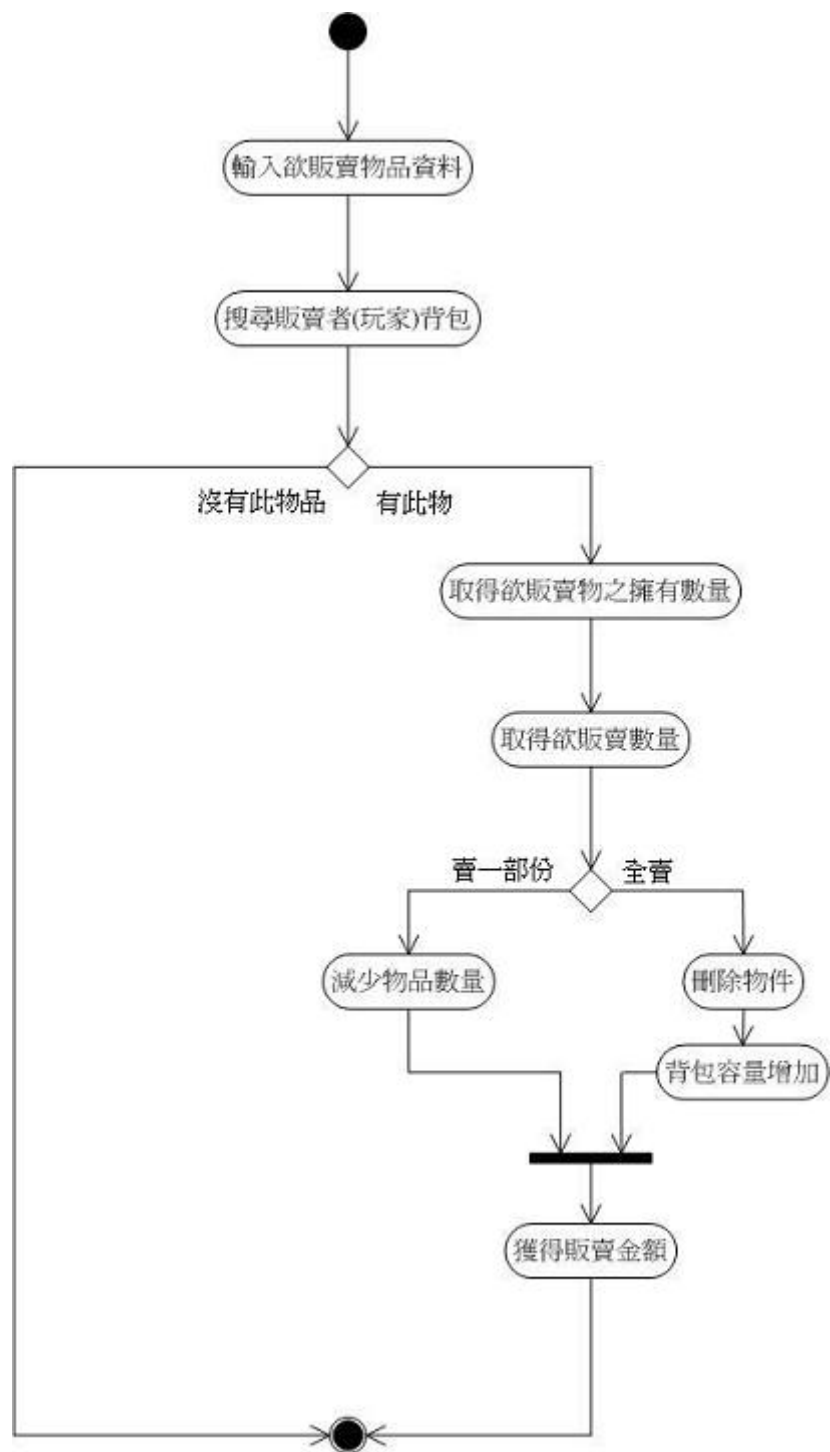 輸入欲販賣物品資料
搜尋販賣者(玩家)背包
沒有此物品
有此物
取得欲販賣物之擁有數量
取得欲販賣數量
賣一部份
全賣
減少物品數量
刪除物件
背包容量增加
獲得販賣金額